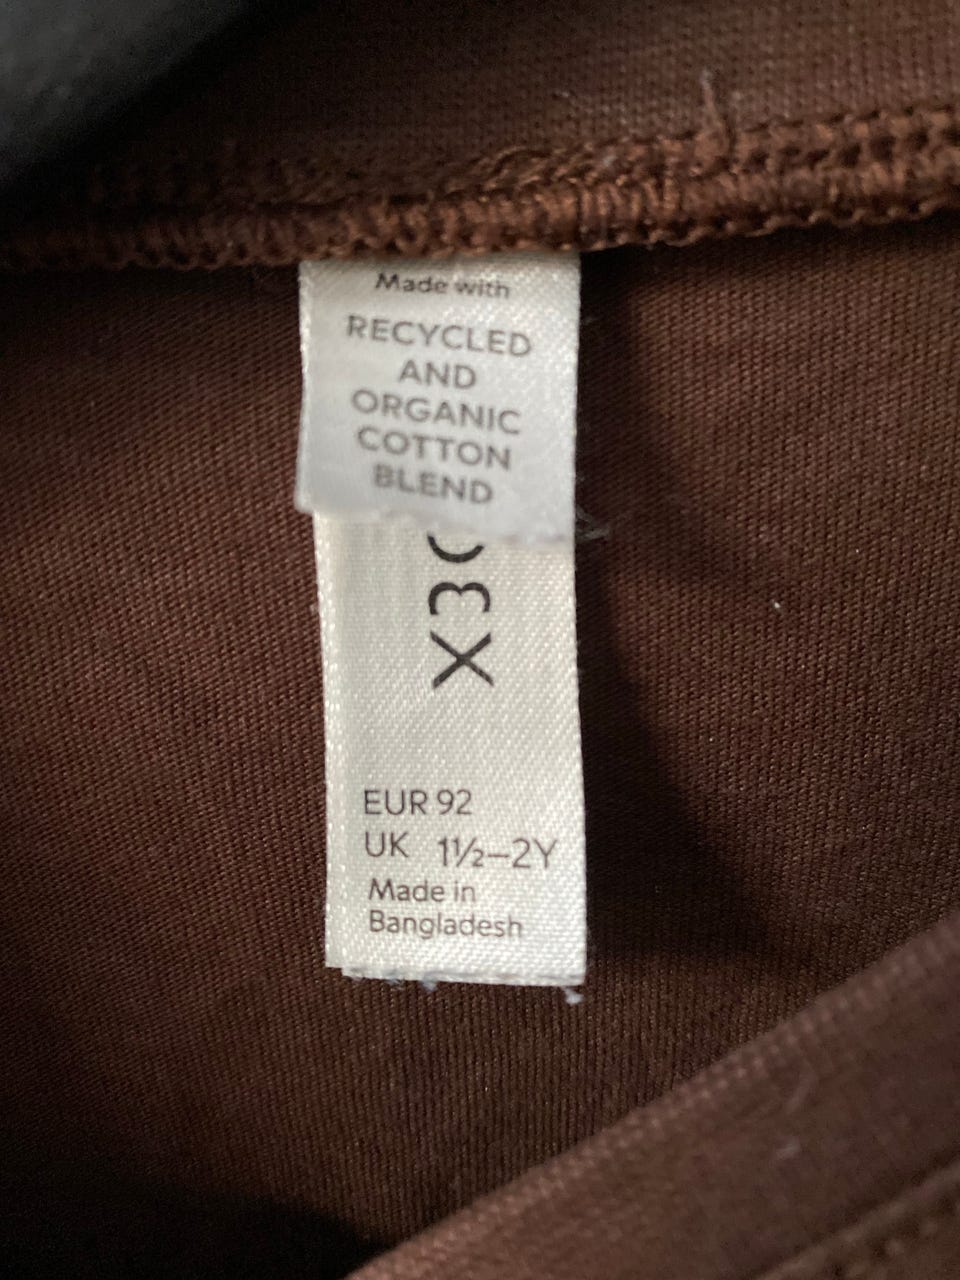 Made with
RECYCLED
AND
ORGANIC
COTTON
BLEND
EUR 92
UK 1½–2Y
Made in
Bangladesh